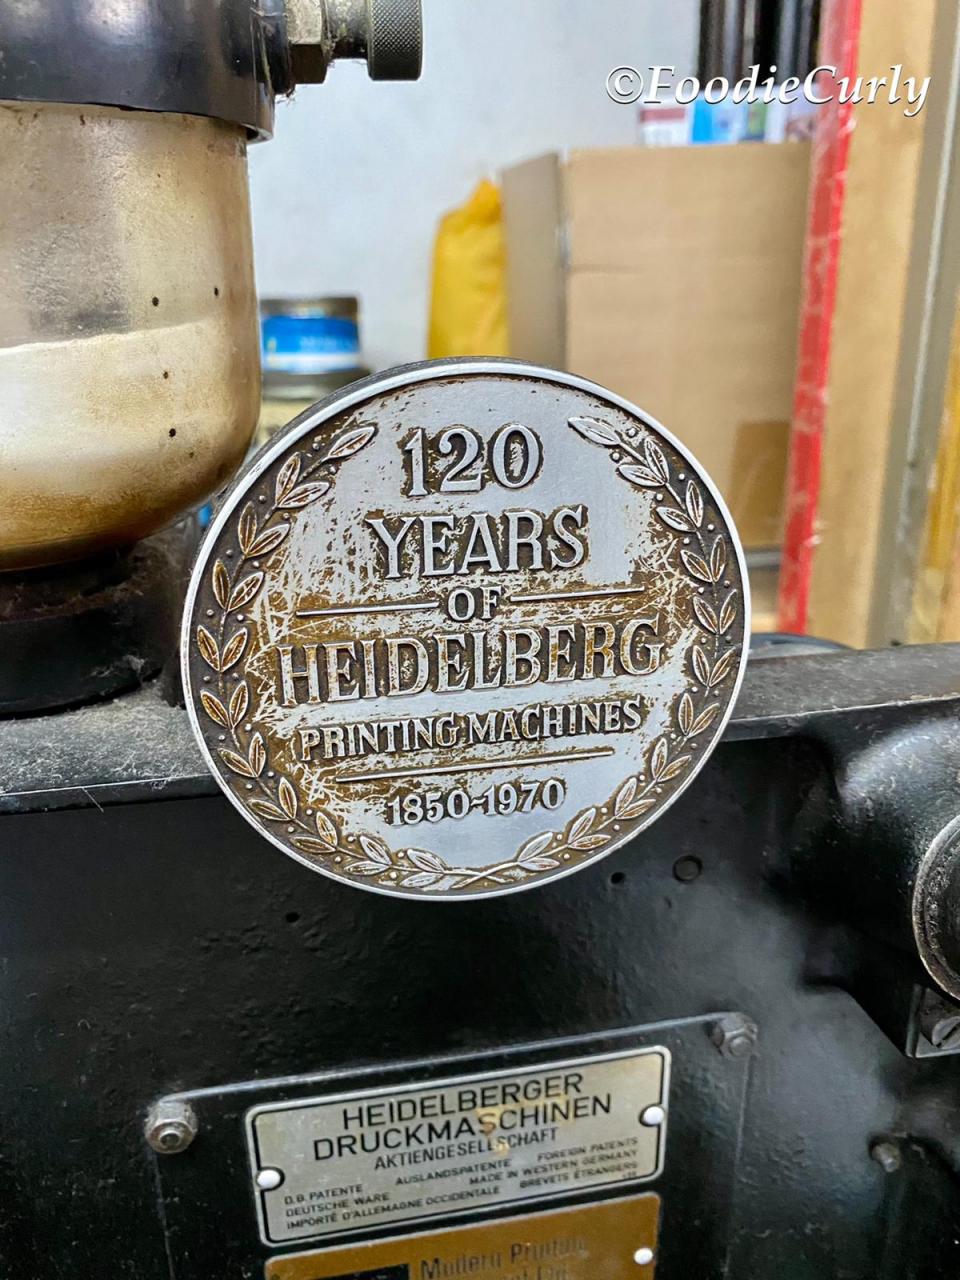 ©FoodieCurly
120
YEARS
OF
HEIDELBERG
PRINTING MACHINES
1850-1970
HEIDELBERGER
DRUCKMASCHINEN
AKTIENGESELLSCHAFT
D.B. PATENTE AUSLANDSPATENTE FOREIGN PATENTS
DEUTSCHE WARE MADE IN WESTERN GERMANY
IMPORTÉ D'ALLEMAGNE OCCIDENTALE BREVETS ÉTRANGERS
Modern Printing